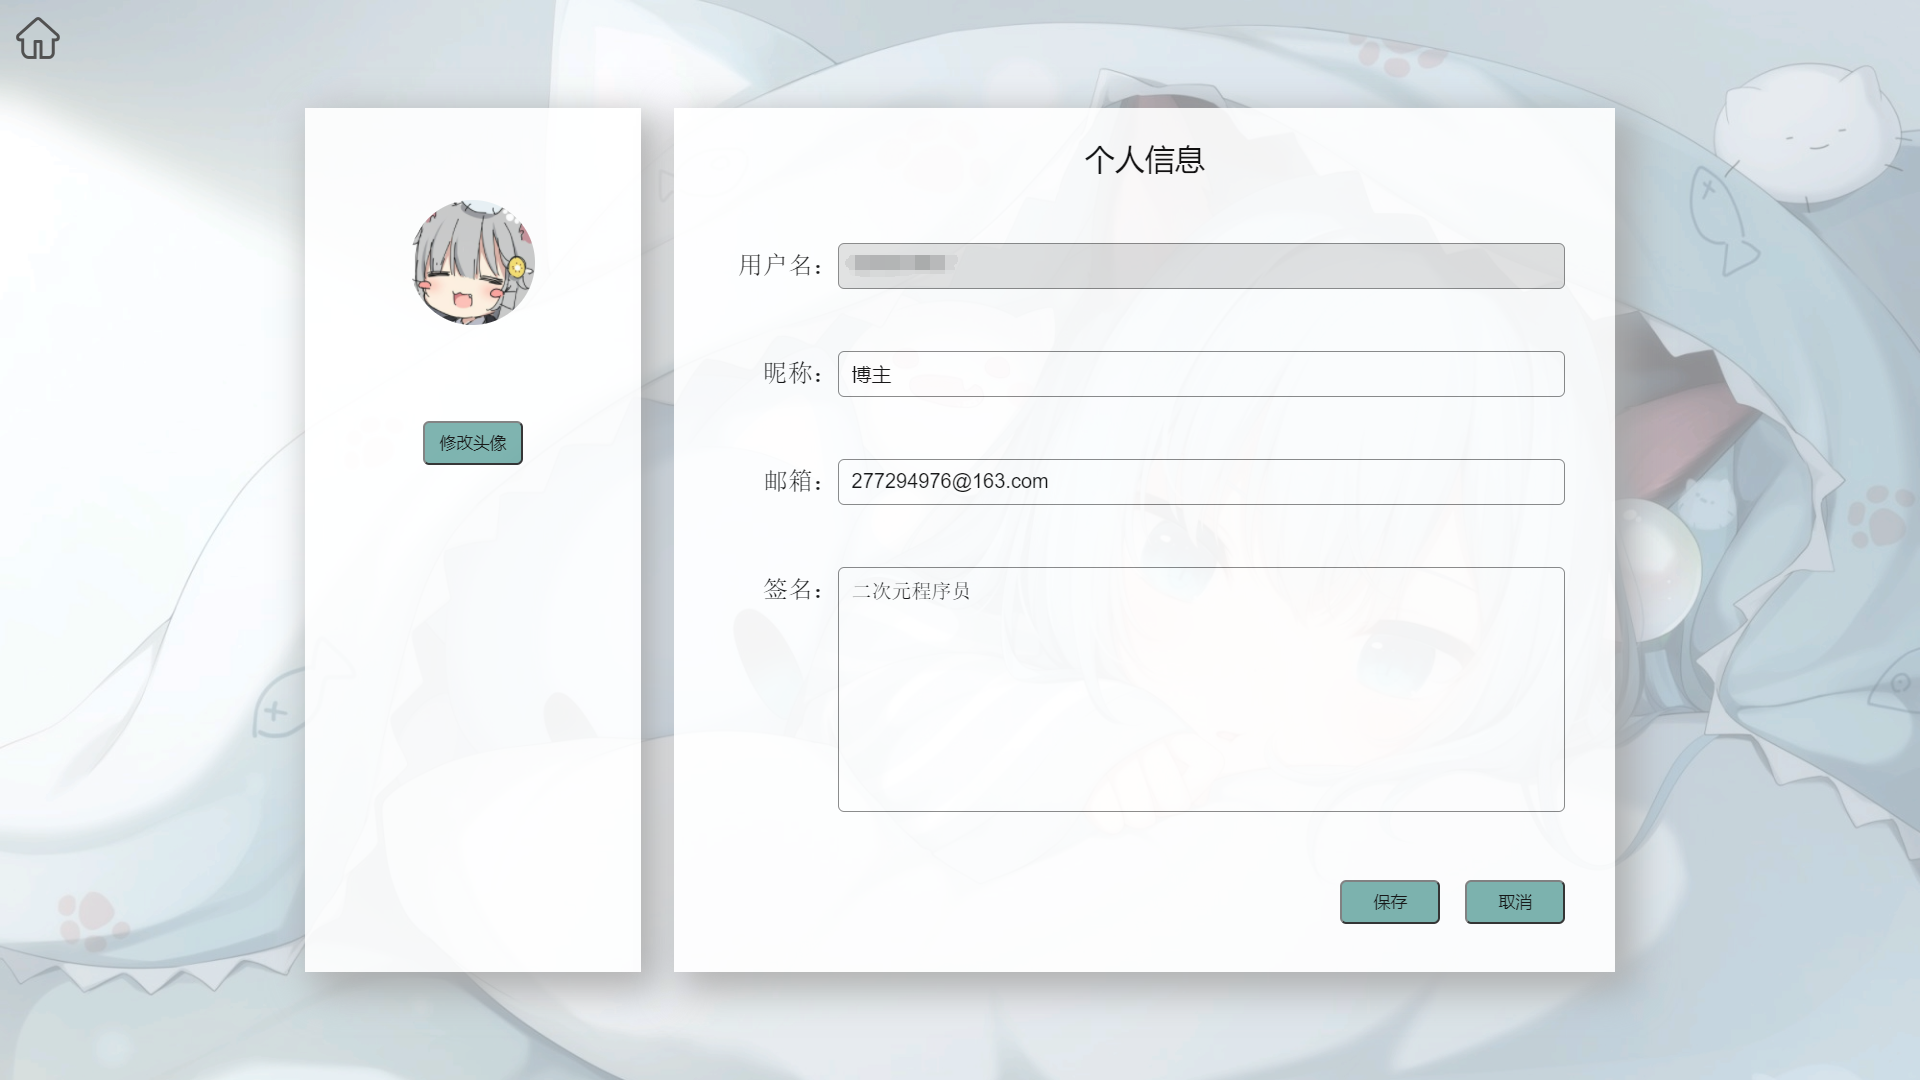 个人信息
用户名：
昵称： 博主
邮箱： 277294976@163.com
签名： 二次元程序员
修改头像
保存 取消